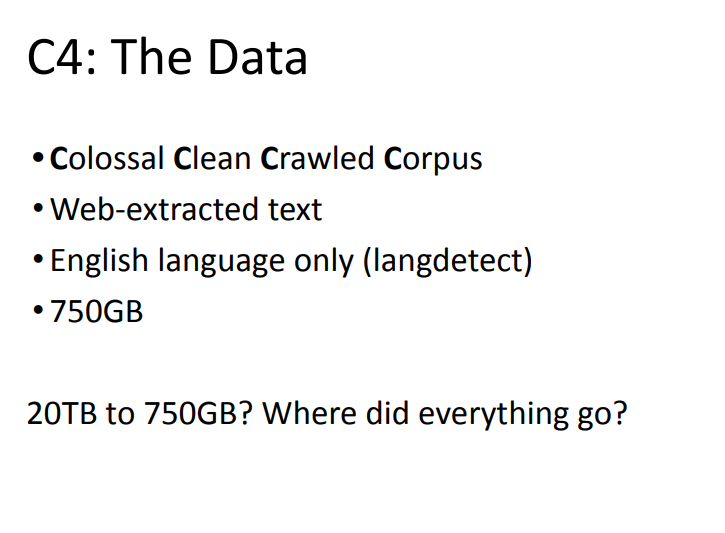 C4: The Data
•Colossal Clean Crawled Corpus
•Web-extracted text
•English language only (langdetect)
•750GB
20TB to 750GB? Where did everything go?